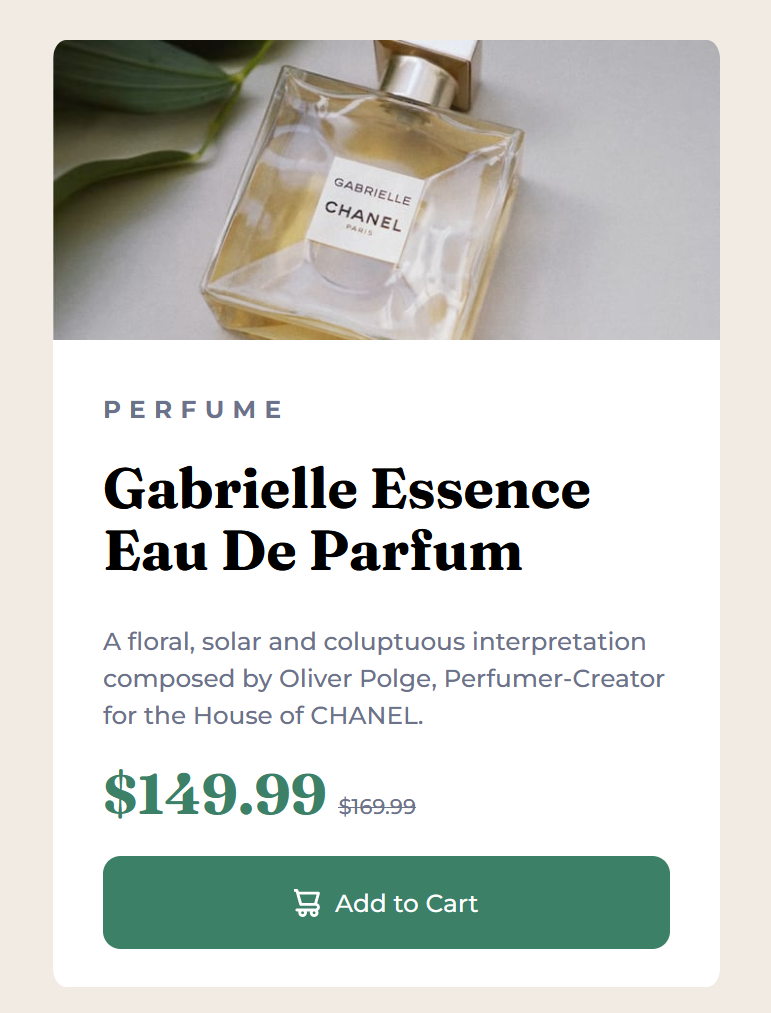 GABRIELLE
CHANEL
PARIS
PERFUME
Gabrielle Essence
Eau De Parfum
A floral, solar and coluptuous interpretation
composed by Oliver Polge, Perfumer-Creator
for the House of CHANEL.
$149.99 $169.99
Add to Cart